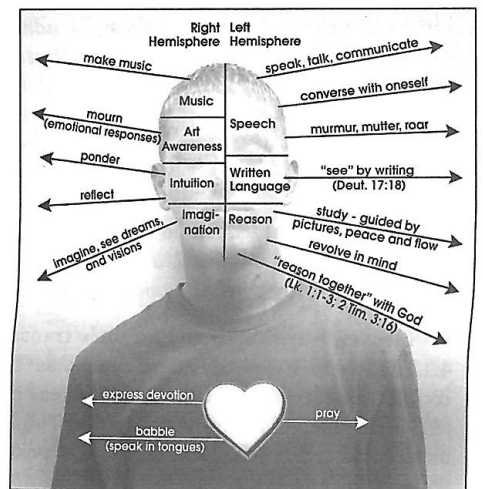 Right Left
Hemisphere Hemisphere
make music
speak, talk, communicate
converse with oneself
Music
mourn
(emotional responses)
Art
Awareness
Speech
murmur, mutter, roar
ponder
Intuition
Written
Language
"see" by writing
(Deut. 17:18)
reflect
Imagi-
nation
Reason
study - guided by
pictures, peace and flow
imagine, see dreams,
and visions
revolve in mind
"reason together" with God
(Lk. 1:1-3; 2 Tim. 3:16)
express devotion
pray
babble
(speak in tongues)